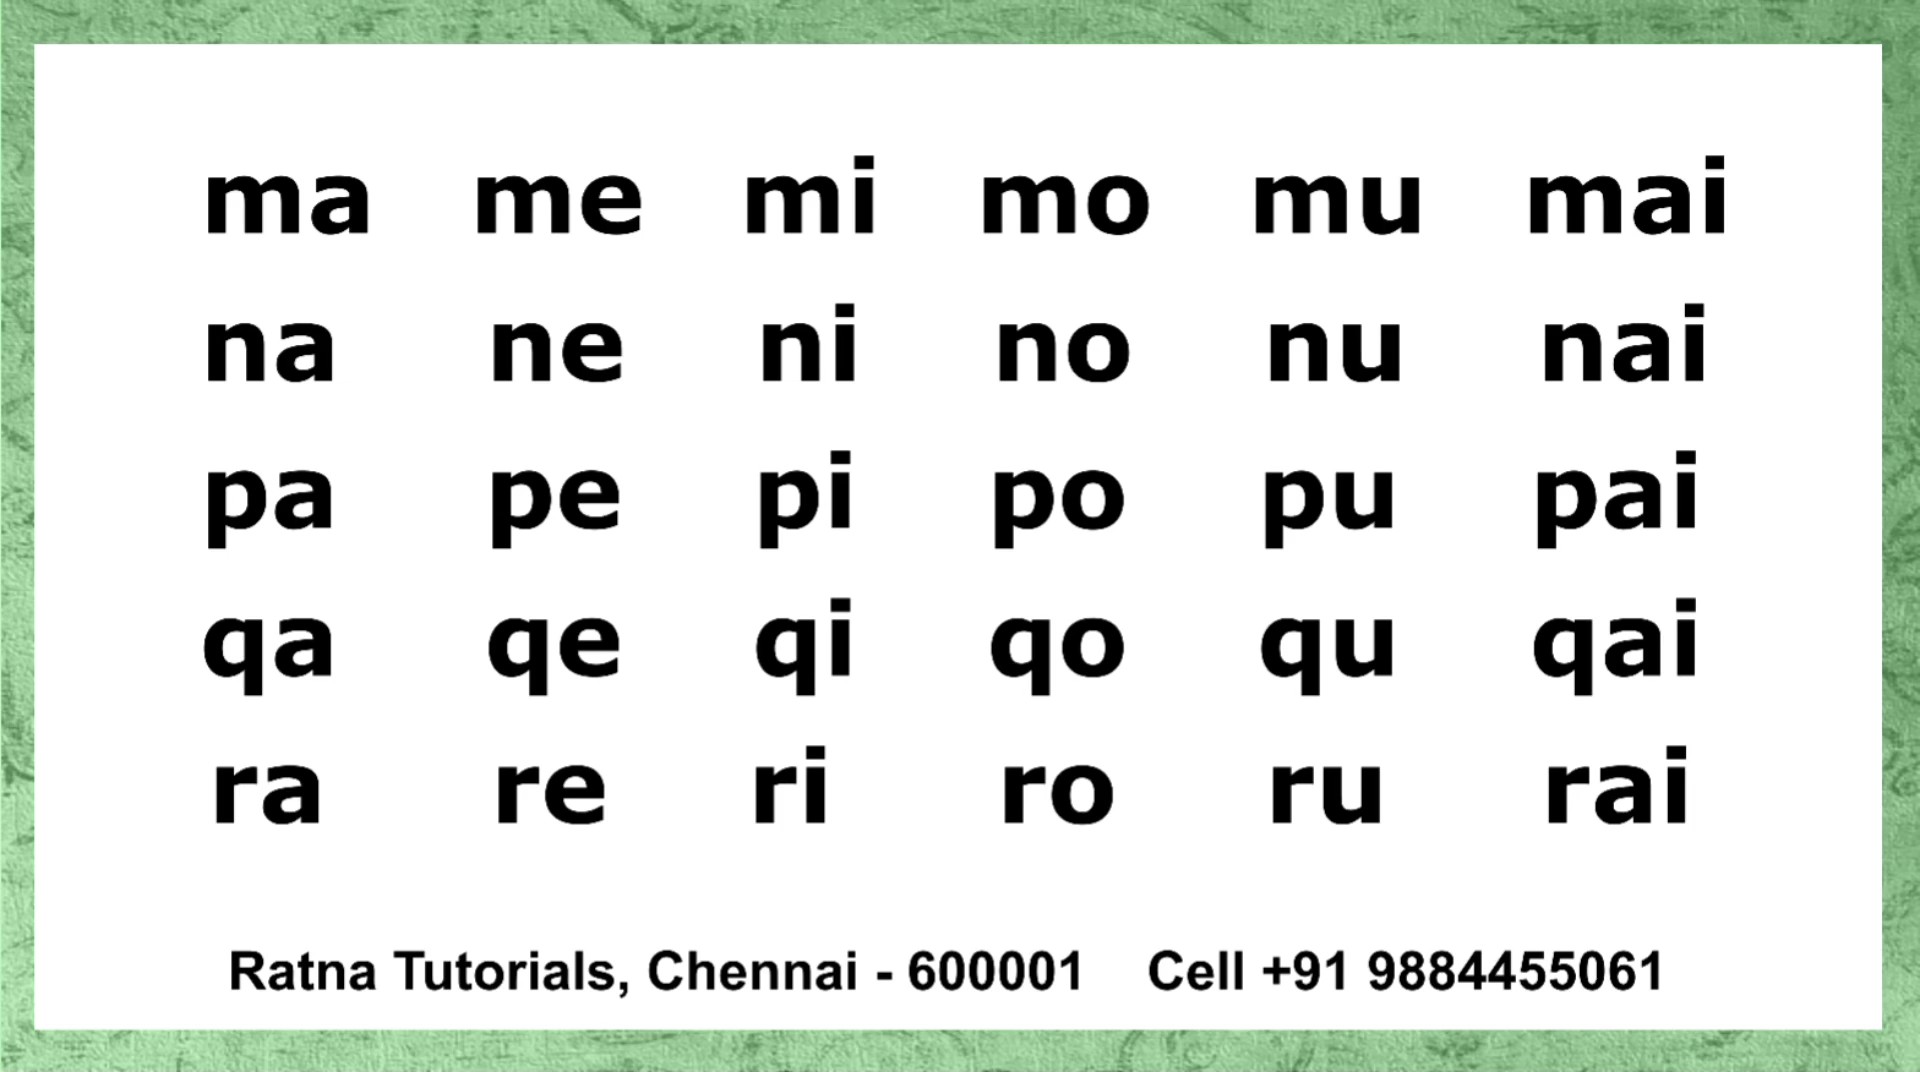 ma me mi mo mu mai
na ne ni no nu nai
pa pe pi po pu pai
qa qe qi qo qu qai
ra re ri ro ru rai
Ratna Tutorials, Chennai - 600001 Cell +91 9884455061